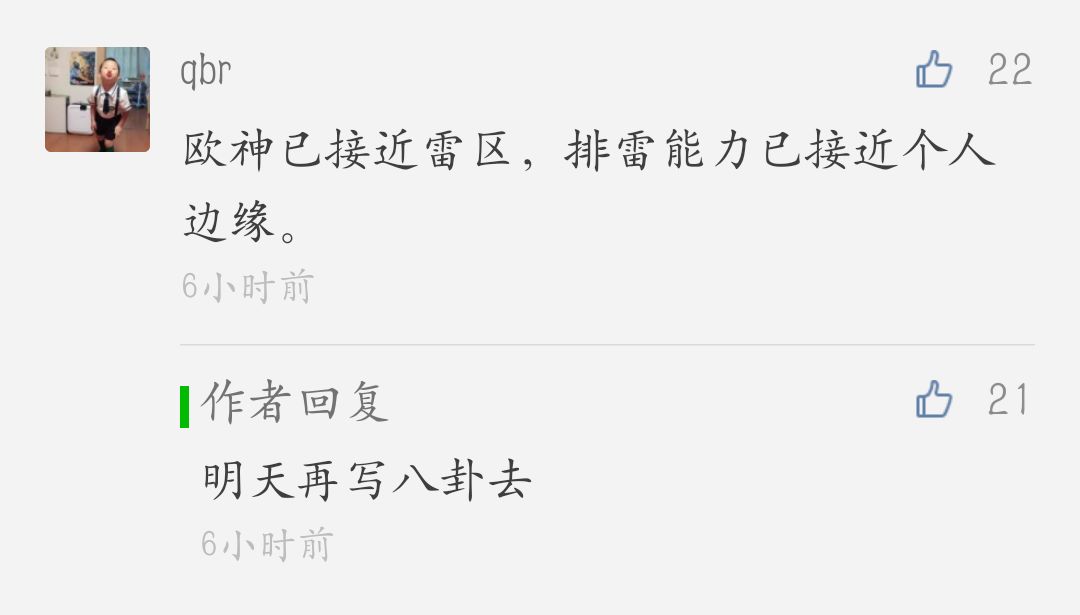 qbr
22
欧神已接近雷区，排雷能力已接近个人
边缘。
6小时前
作者回复
21
明天再写八卦去
6小时前